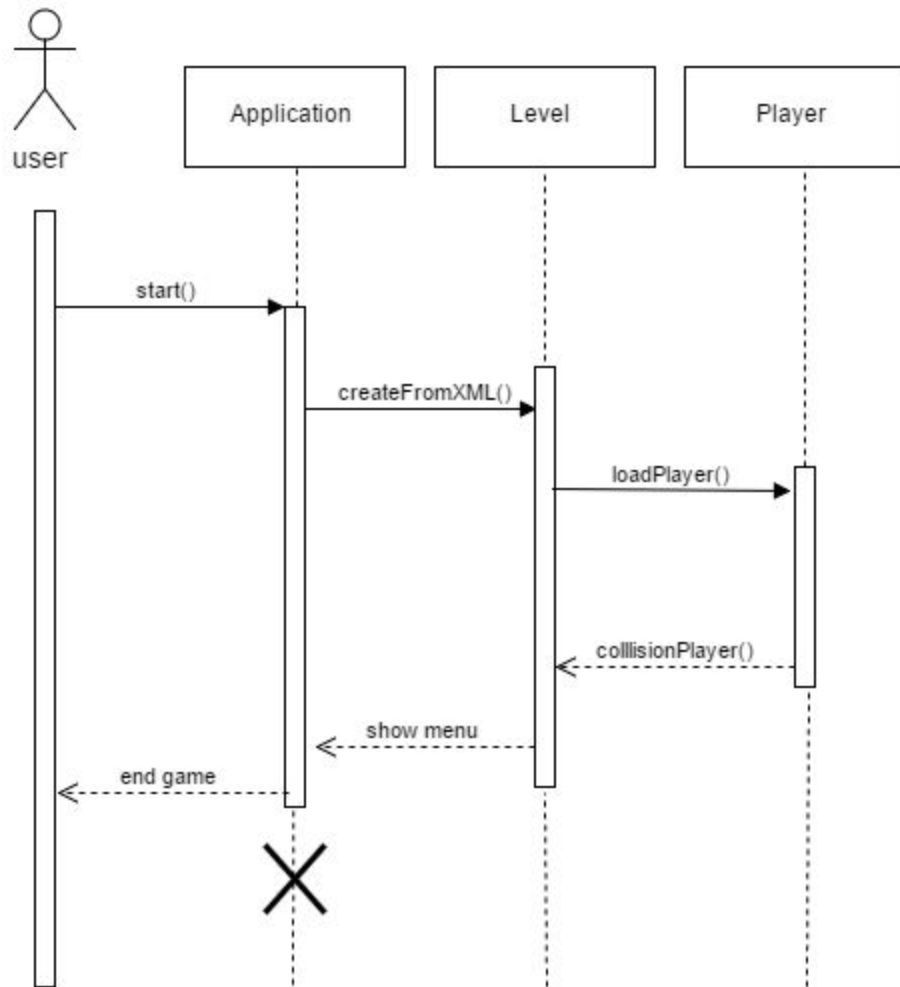 Application
Level
Player
user
start()
createFromXML()
loadPlayer()
colllisionPlayer()
show menu
end game